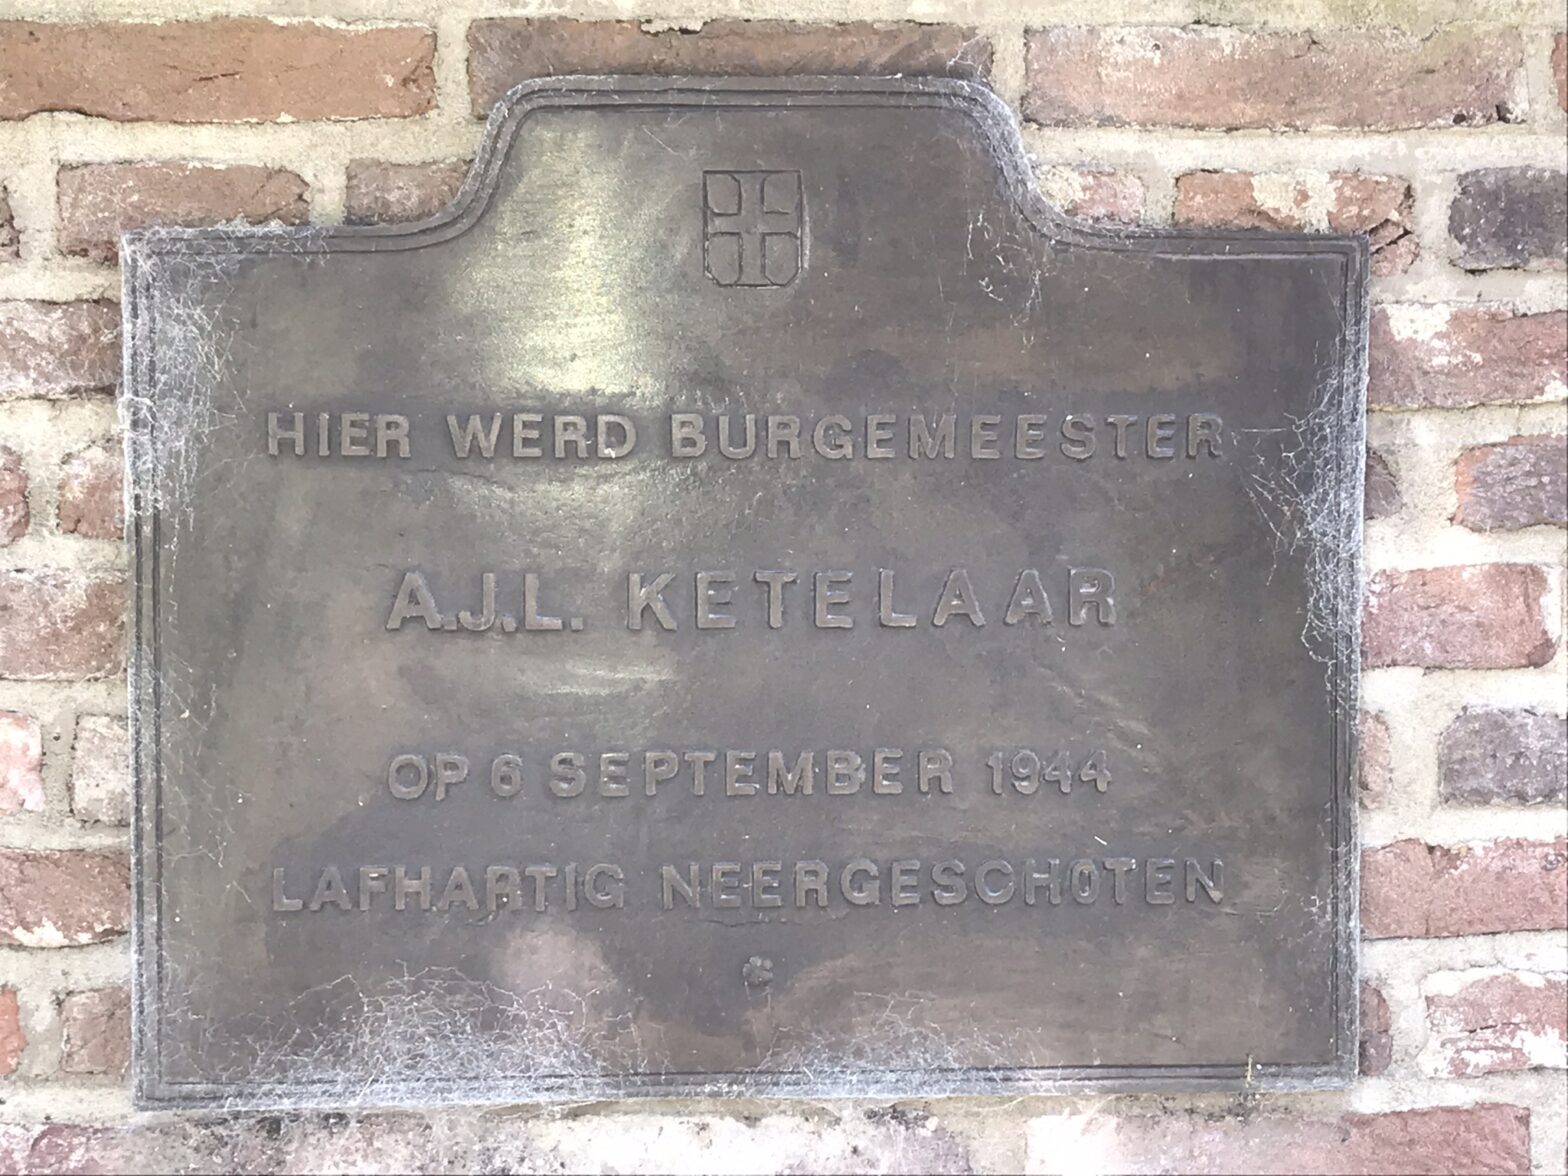 HIER WERD BURGEMEESTER
A.J.L. KETELAAR
OP 6 SEPTEMBER 1944
LAFHARTIG NEERGESCHOTEN